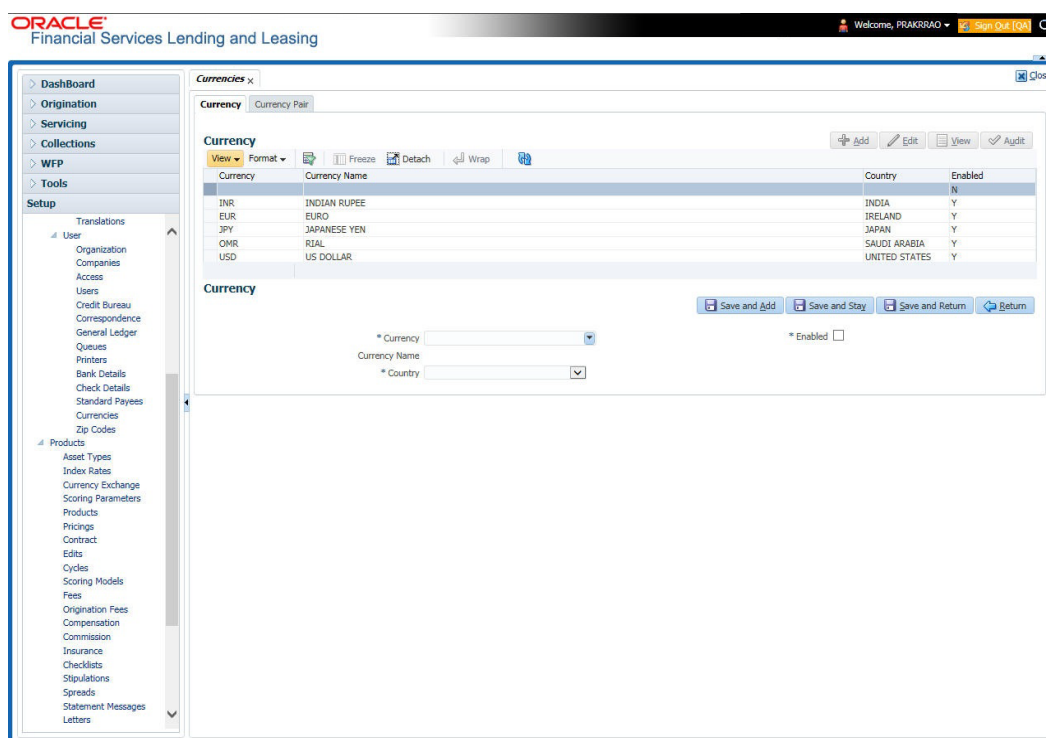 ORACLE
Financial Services Lending and Leasing
Welcome, PRAKRRAO
Sign Out [QA]
DashBoard
Origination
Servicing
Collections
WFP
Tools
Setup
Translations
User
Organization
Companies
Access
Users
Credit Bureau
Correspondence
General Ledger
Queues
Printers
Bank Details
Check Details
Standard Payees
Currencies
Zip Codes
Products
Asset Types
Index Rates
Currency Exchange
Scoring Parameters
Products
Pricings
Contract
Edits
Cycles
Scoring Models
Fees
Origination Fees
Compensation
Commission
Insurance
Checklists
Stipulations
Spreads
Statement Messages
Letters
Currencies x
Clos
Currency Currency Pair
Currency
Add Edit View Audit
View Format Freeze Detach Wrap
Currency Currency Name Country Enabled
N
INR INDIAN RUPEE INDIA Y
EUR EURO IRELAND Y
JPY JAPANESE YEN JAPAN Y
OMR RIAL SAUDI ARABIA Y
USD US DOLLAR UNITED STATES Y
Currency
Save and Add Save and Stay Save and Return Return
* Currency * Enabled
Currency Name
* Country